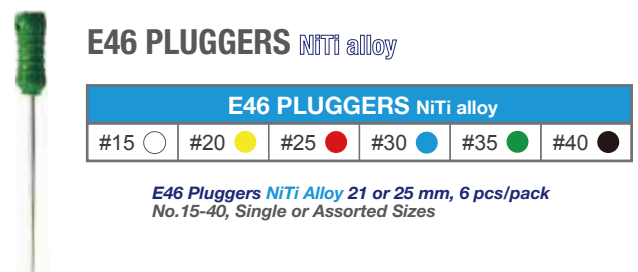 E46 PLUGGERS NiTi alloy
E46 PLUGGERS NiTi alloy
#15 #20 #25 #30 #35 #40
E46 Pluggers NiTi Alloy 21 or 25 mm, 6 pcs/pack
No.15-40, Single or Assorted Sizes